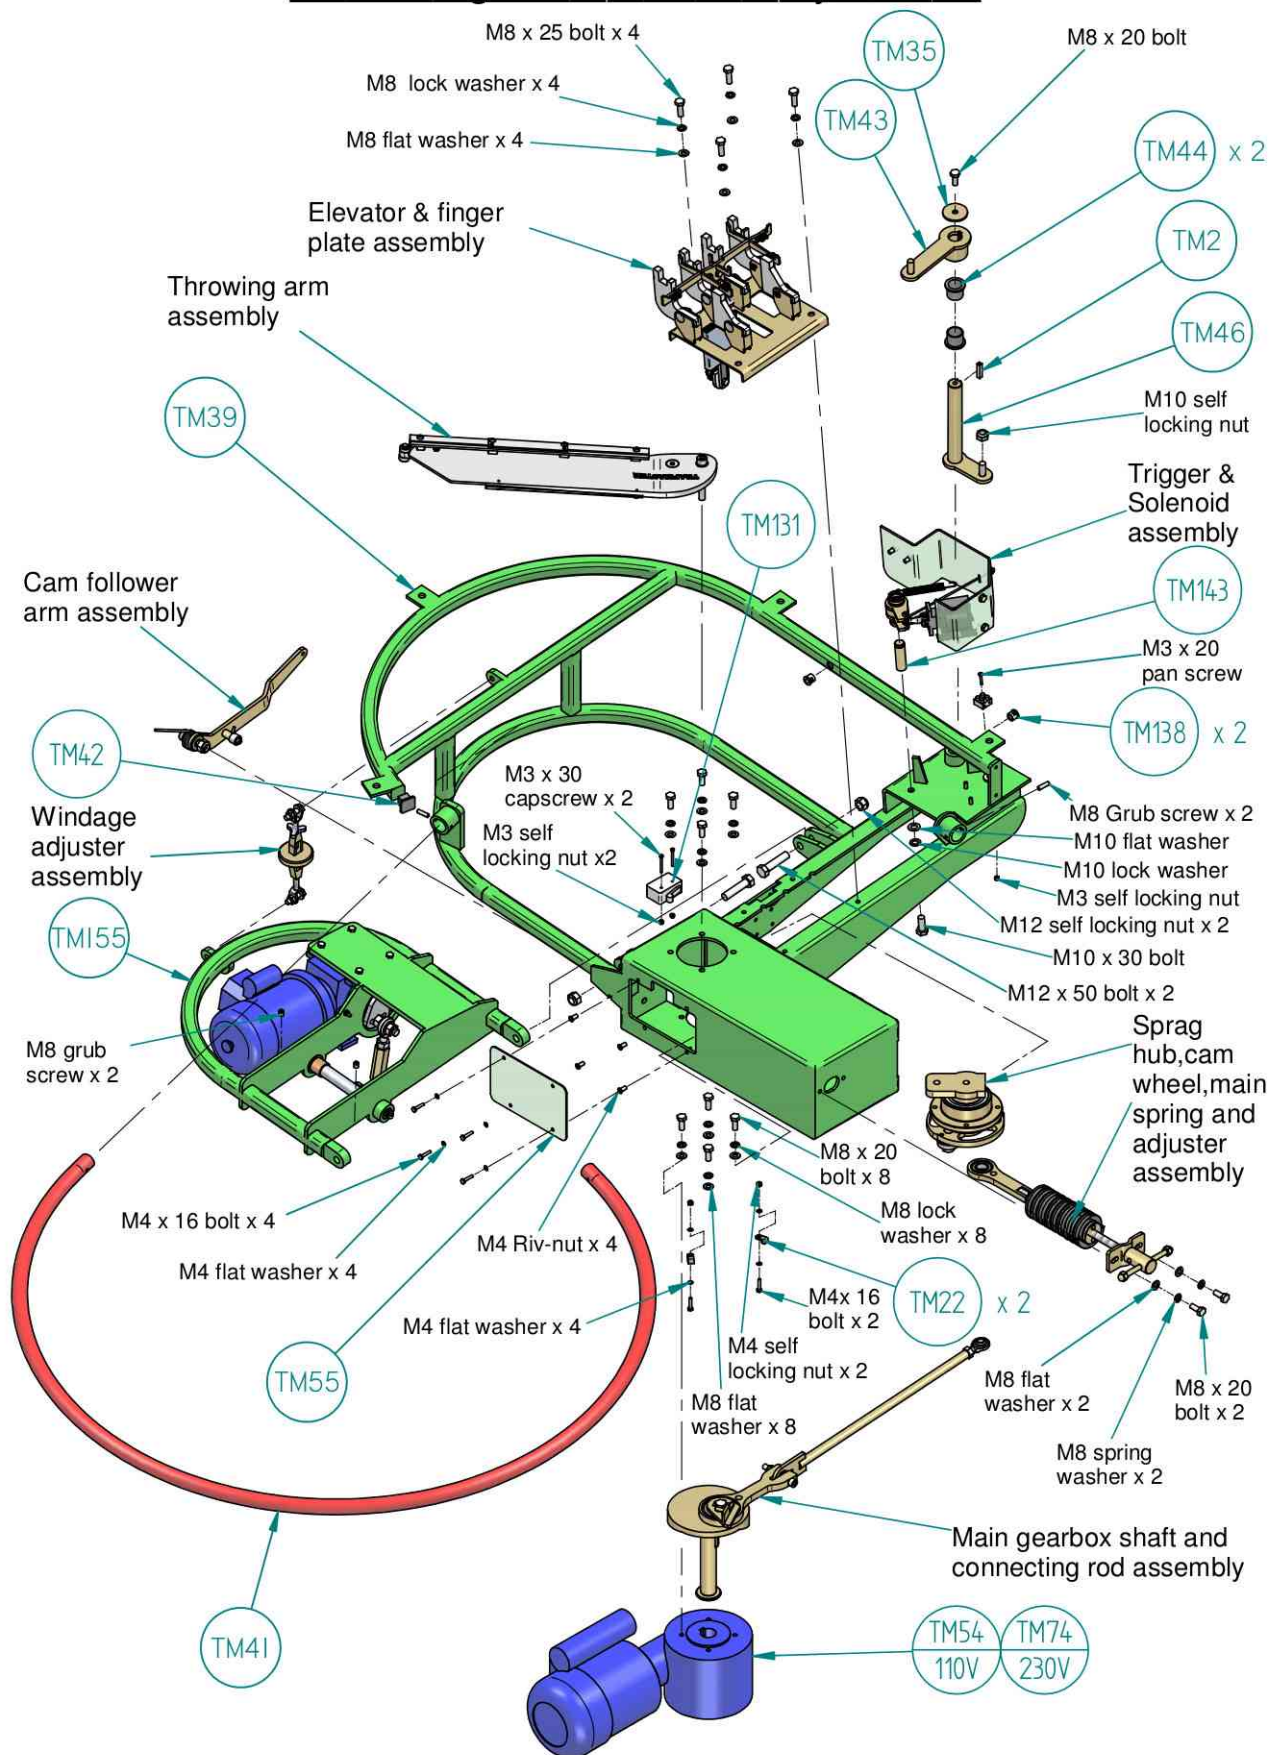 M8 x 25 bolt x 4
TM35
M8 x 20 bolt
M8 lock washer x 4
TM43
M8 flat washer x 4
TM44 x 2
Elevator & finger
plate assembly
TM2
Throwing arm
assembly
TM46
TM39
M10 self
locking nut
Trigger &
Solenoid
assembly
TM131
Cam follower
arm assembly
TM143
M3 x 20
pan screw
TM138 x 2
TM42
M3 x 30
capscrew x 2
Windage
adjuster
assembly
M3 self
locking nut x2
M8 Grub screw x 2
M10 flat washer
M10 lock washer
M3 self locking nut
M12 self locking nut x 2
TM155
M10 x 30 bolt
M12 x 50 bolt x 2
Sprag
hub,cam
wheel,main
spring and
adjuster
assembly
M8 grub
screw x 2
M8 x 20
bolt x 8
M4 x 16 bolt x 4
M4 Riv-nut x 4
M8 lock
washer x 8
M4 flat washer x 4
TM22 x 2
M4x 16
bolt x 2
M4 flat washer x 4
M4 self
locking nut x 2
TM55
M8 flat
washer x 8
M8 flat
washer x 2
M8 x 20
bolt x 2
M8 spring
washer x 2
Main gearbox shaft and
connecting rod assembly
TM41
TM54
110V
TM74
230V